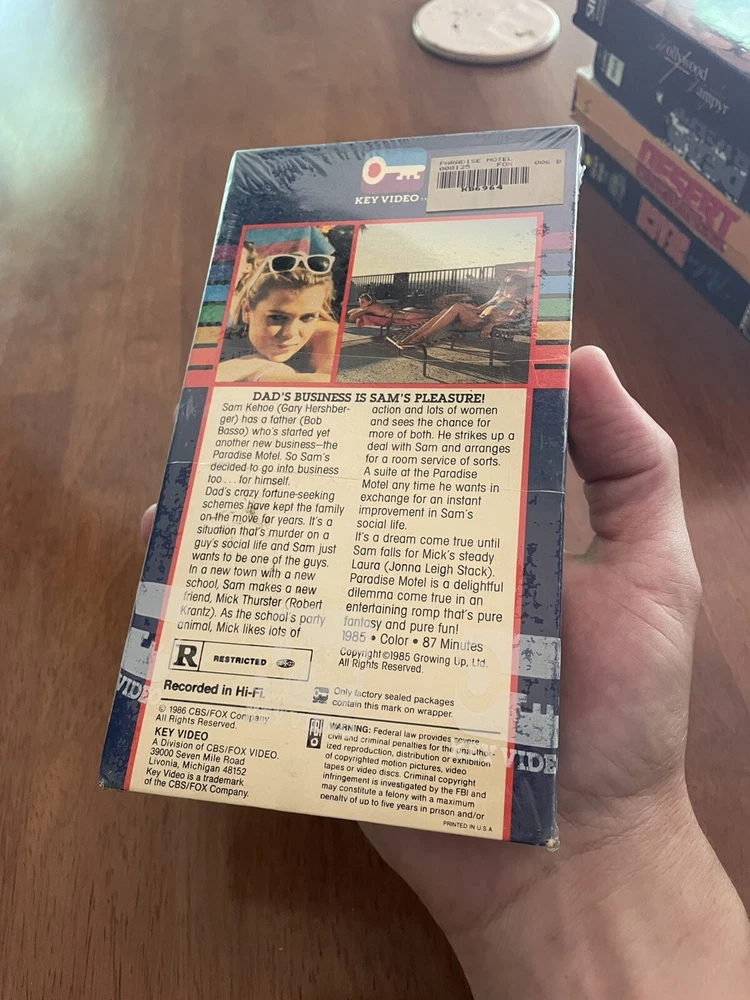 Hollywood
Vampyr
DESERT
KEY VIDEO
PARADISE MOTEL
008125 FOX 006 D
KB6964
DAD'S BUSINESS IS SAM'S PLEASURE!
Sam Kehoe (Gary Hershber-
ger) has a father (Bob
Basso) who's started yet
another new business—the
Paradise Motel. So Sam's
decided to go into business
too . . . for himself.
Dad's crazy fortune-seeking
schemes have kept the family
on the move for years. It's a
situation that's murder on a
guy's social life and Sam just
wants to be one of the guys.
In a new town with a new
school, Sam makes a new
friend, Mick Thurster (Robert
Krantz). As the school's party
animal, Mick likes lots of
action and lots of women
and sees the chance for
more of both. He strikes up a
deal with Sam and arranges
for a room service of sorts.
A suite at the Paradise
Motel any time he wants in
exchange for an instant
improvement in Sam's
social life.
It's a dream come true until
Sam falls for Mick's steady
Laura (Jonna Leigh Stack).
Paradise Motel is a delightful
dilemma come true in an
entertaining romp that's pure
fantasy and pure fun!
1985 • Color • 87 Minutes
Copyright ©1985 Growing Up, Ltd.
All Rights Reserved.
R RESTRICTED
Recorded in Hi-Fi.
Only factory sealed packages
contain this mark on wrapper.
© 1986 CBS/FOX Company
All Rights Reserved.
KEY VIDEO
A Division of CBS/FOX VIDEO.
39000 Seven Mile Road
Livonia, Michigan 48152
Key Video is a trademark
of the CBS/FOX Company.
WARNING: Federal law provides severe
civil and criminal penalties for the unauthor-
ized reproduction, distribution or exhibition
of copyrighted motion pictures, video
tapes or video discs. Criminal copyright
infringement is investigated by the FBI and
may constitute a felony with a maximum
penalty of up to five years in prison and/or
PRINTED IN U.S.A.
VIDE
VIDE